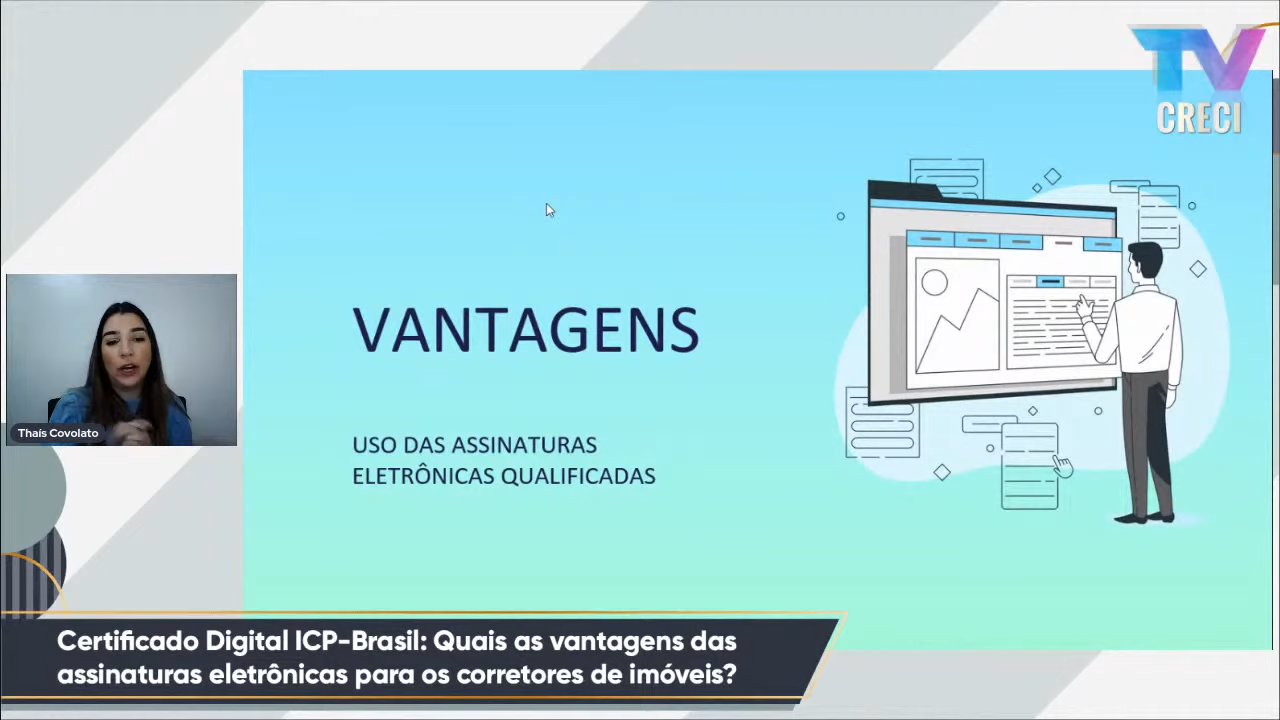 TV
CRECI
VANTAGENS
USO DAS ASSINATURAS
ELETRÔNICAS QUALIFICADAS
Thaís Covolato
Certificado Digital ICP-Brasil: Quais as vantagens das
assinaturas eletrônicas para os corretores de imóveis?